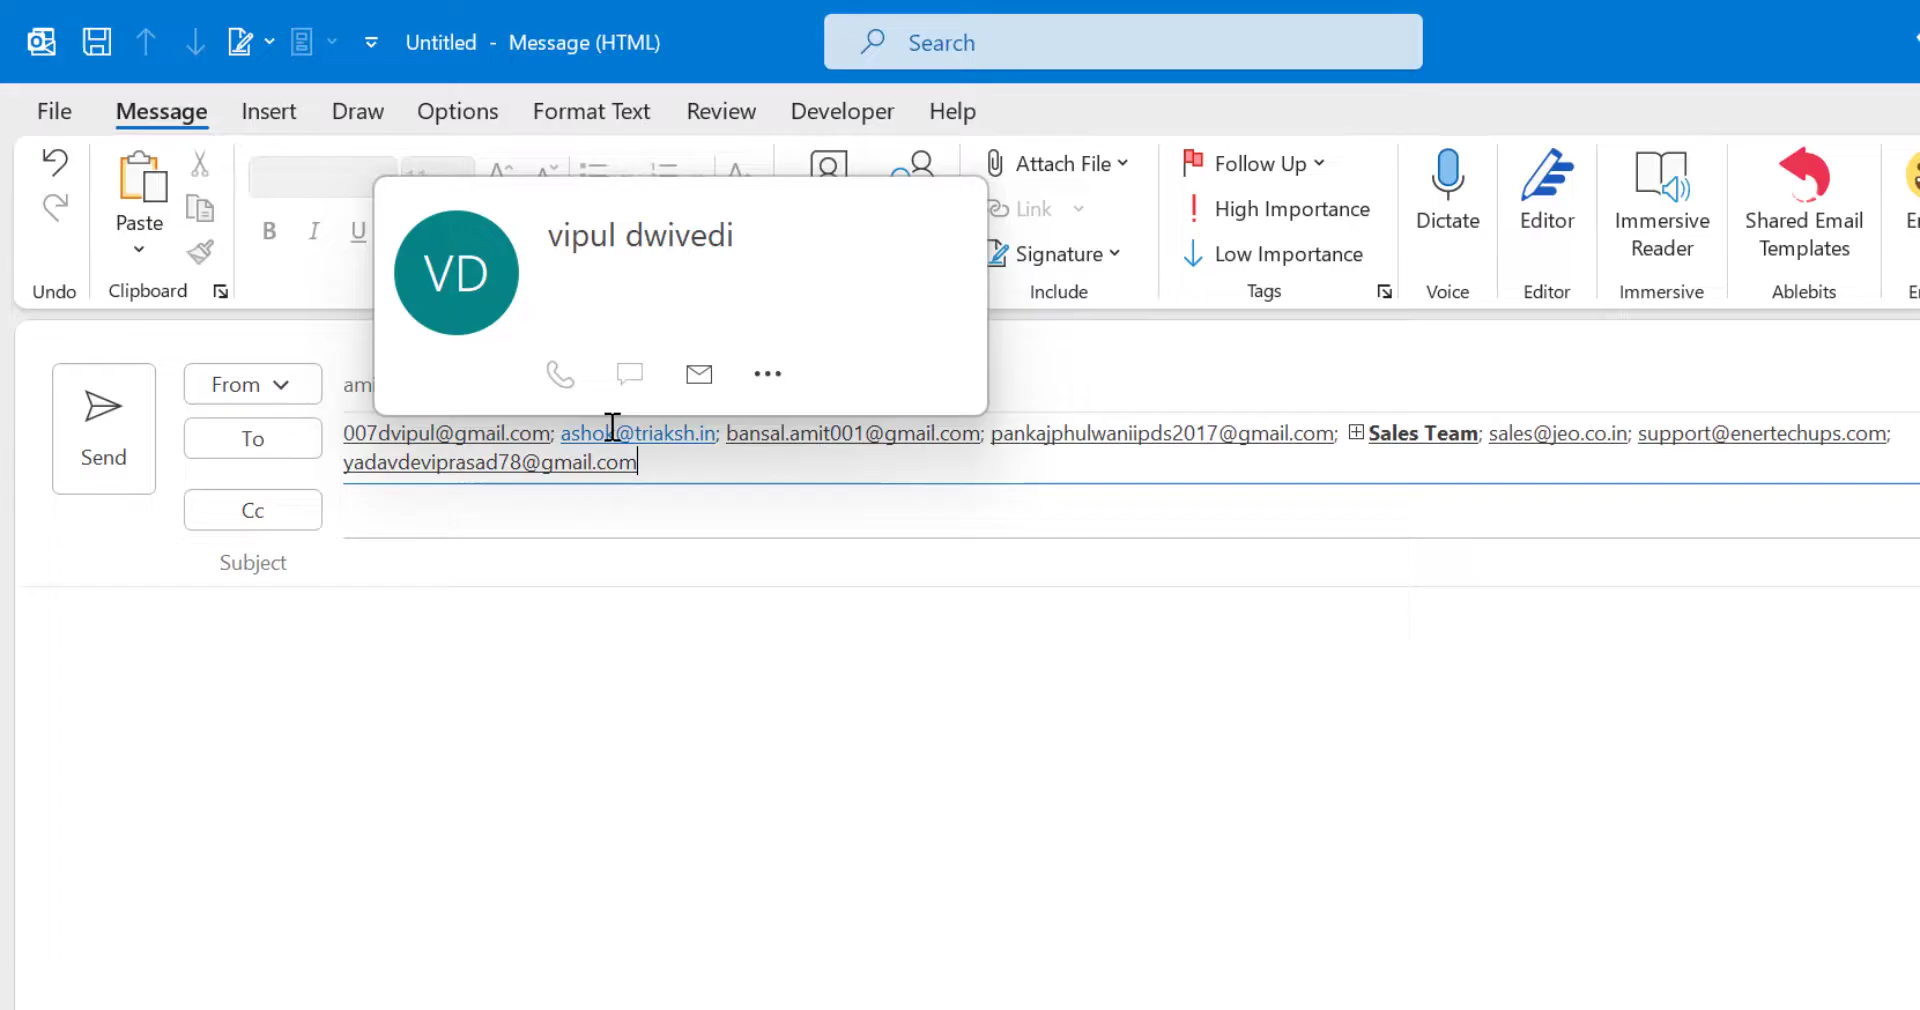 Untitled - Message (HTML)
Search
File Message Insert Draw Options Format Text Review Developer Help
Undo
Paste
Clipboard
B I U
vipul dwivedi
VD
Attach File
Link
Signature
Include
Follow Up
High Importance
Low Importance
Tags
Dictate
Voice
Editor
Editor
Immersive
Reader
Immersive
Shared Email
Templates
Ablebits
Send
From
ami
To
007dvipul@gmail.com; ashok@triaksh.in; bansal.amit001@gmail.com; pankajphulwaniipds2017@gmail.com; Sales Team; sales@jeo.co.in; support@enertechups.com;
yadavdeviprasad78@gmail.com
Cc
Subject